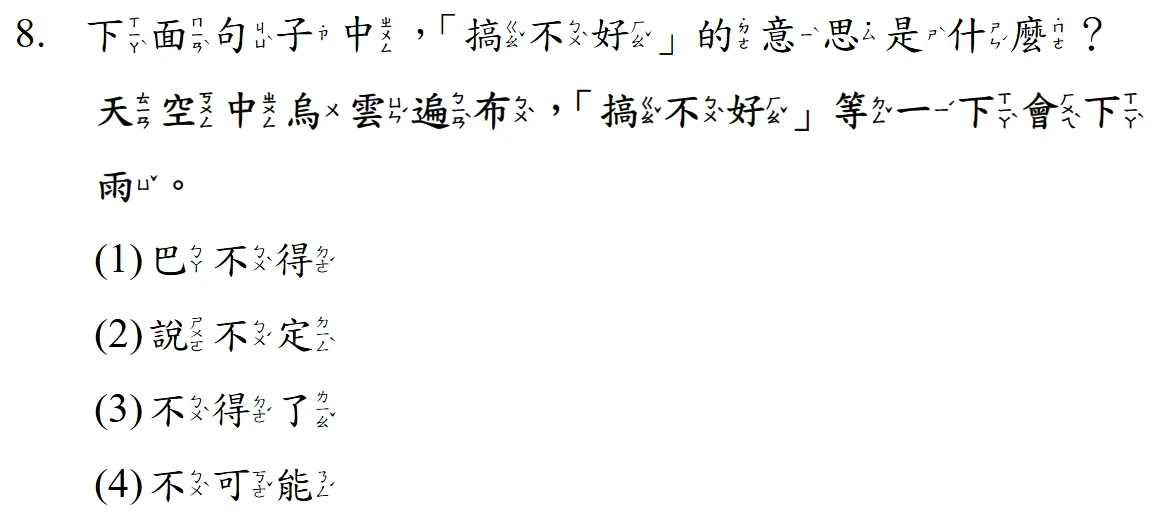 8. 下面句子中，「搞不好」的意思是什麼？
天空中烏雲遍布，「搞不好」等一下會下
雨。
(1)巴不得
(2)說不定
(3)不得了
(4)不可能